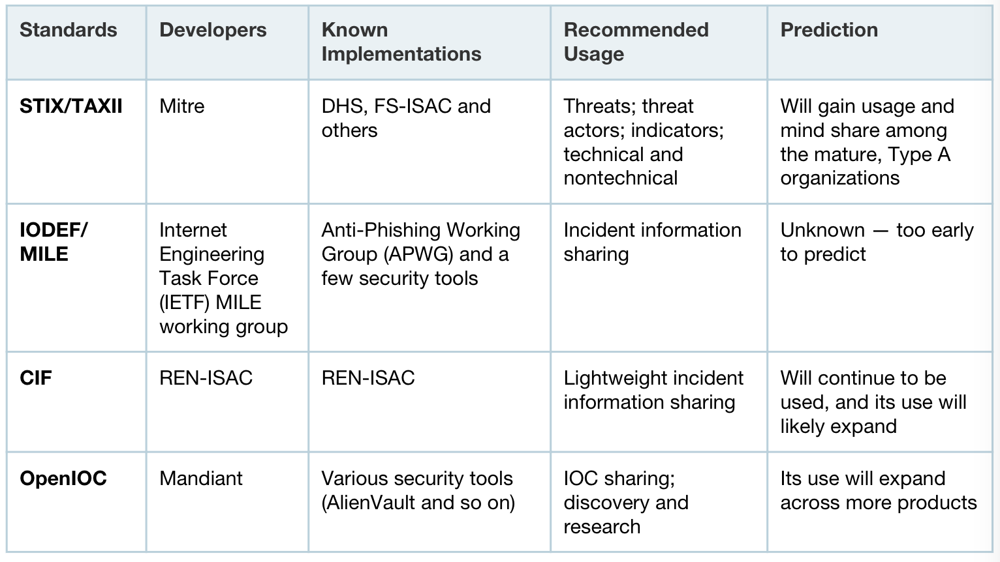 Standards
Developers
Known
Implementations
Recommended
Usage
Prediction
STIX/TAXII
Mitre
DHS, FS-ISAC and
others
Threats; threat
actors; indicators;
technical and
nontechnical
Will gain usage and
mind share among
the mature, Type A
organizations
IODEF/
MILE
Internet
Engineering
Task Force
(IETF) MILE
working group
Anti-Phishing Working
Group (APWG) and a
few security tools
Incident information
sharing
Unknown — too early
to predict
CIF
REN-ISAC
REN-ISAC
Lightweight incident
information sharing
Will continue to be
used, and its use will
likely expand
OpenIOC
Mandiant
Various security tools
(AlienVault and so on)
IOC sharing;
discovery and
research
Its use will expand
across more products